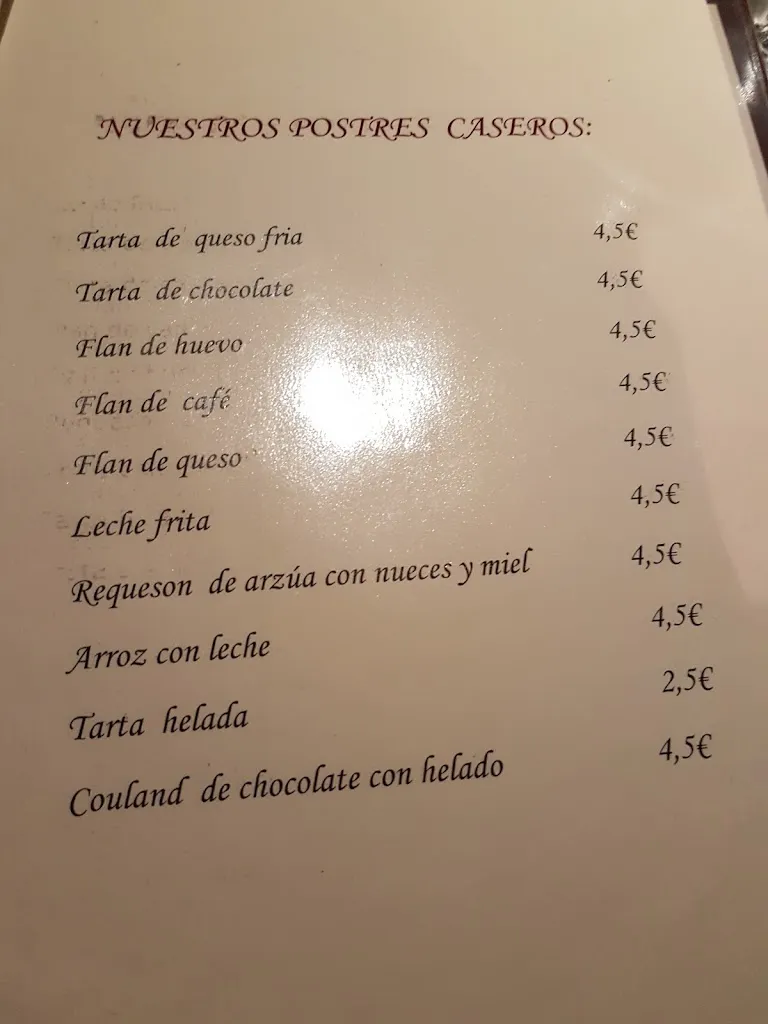 NUESTROS POSTRES CASEROS:
Tarta de queso fria 4,5€
Tarta de chocolate 4,5€
Flan de huevo 4,5€
Flan de café 4,5€
Flan de queso 4,5€
Leche frita 4,5€
Requeson de arzúa con nueces y miel 4,5€
Arroz con leche 4,5€
Tarta helada 2,5€
Couland de chocolate con helado 4,5€